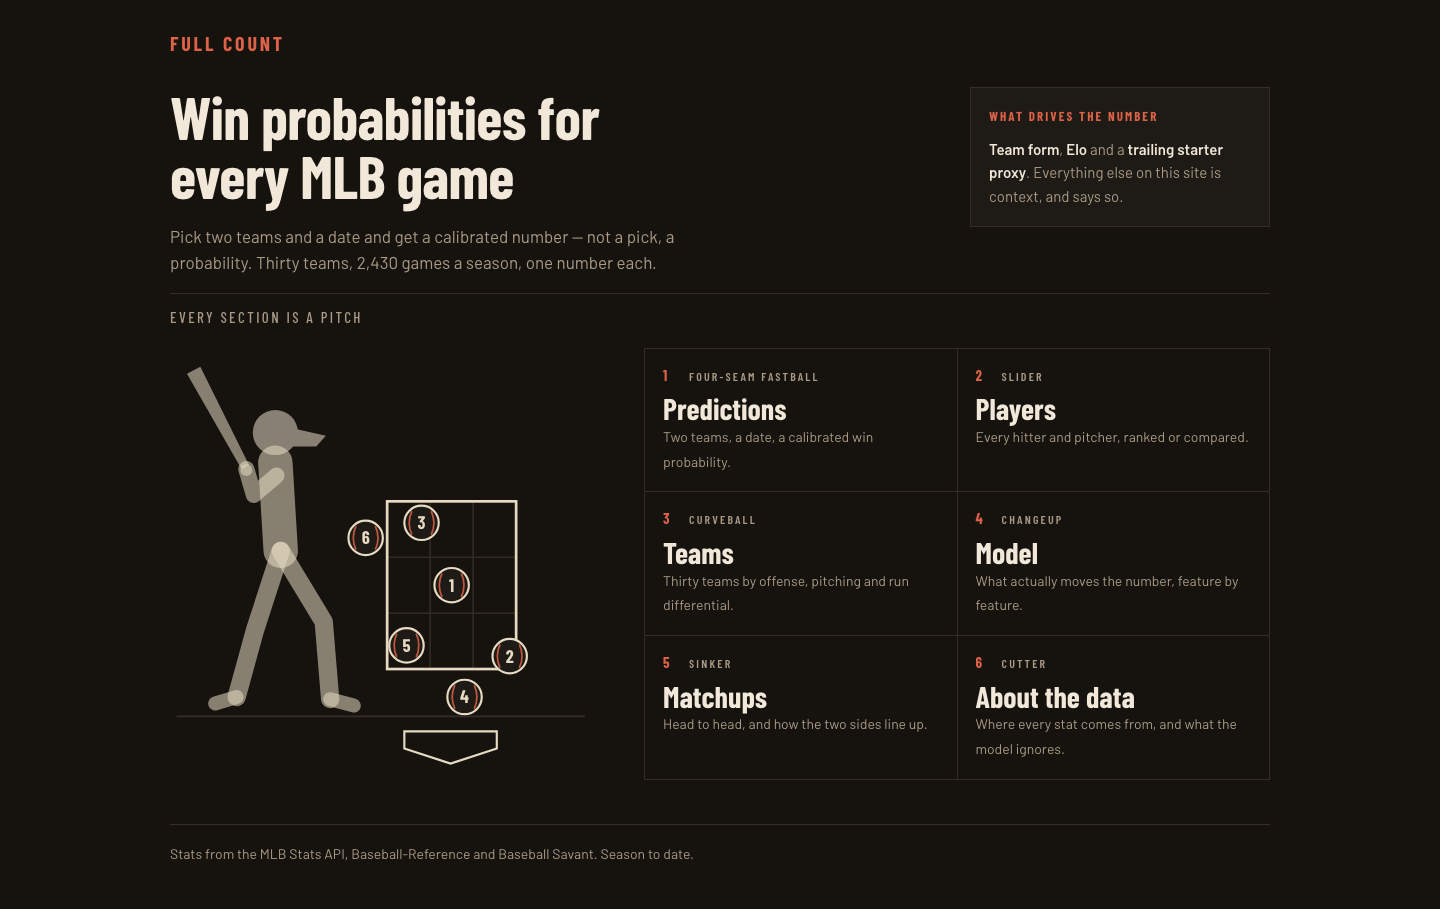 FULL COUNT
Win probabilities for
every MLB game
Pick two teams and a date and get a calibrated number — not a pick, a
probability. Thirty teams, 2,430 games a season, one number each.
WHAT DRIVES THE NUMBER
Team form, Elo and a trailing starter
proxy. Everything else on this site is
context, and says so.
EVERY SECTION IS A PITCH
3
6
1
5
2
4
1 FOUR-SEAM FASTBALL
Predictions
Two teams, a date, a calibrated win
probability.
2 SLIDER
Players
Every hitter and pitcher, ranked or compared.
3 CURVEBALL
Teams
Thirty teams by offense, pitching and run
differential.
4 CHANGEUP
Model
What actually moves the number, feature by
feature.
5 SINKER
Matchups
Head to head, and how the two sides line up.
6 CUTTER
About the data
Where every stat comes from, and what the
model ignores.
Stats from the MLB Stats API, Baseball-Reference and Baseball Savant. Season to date.